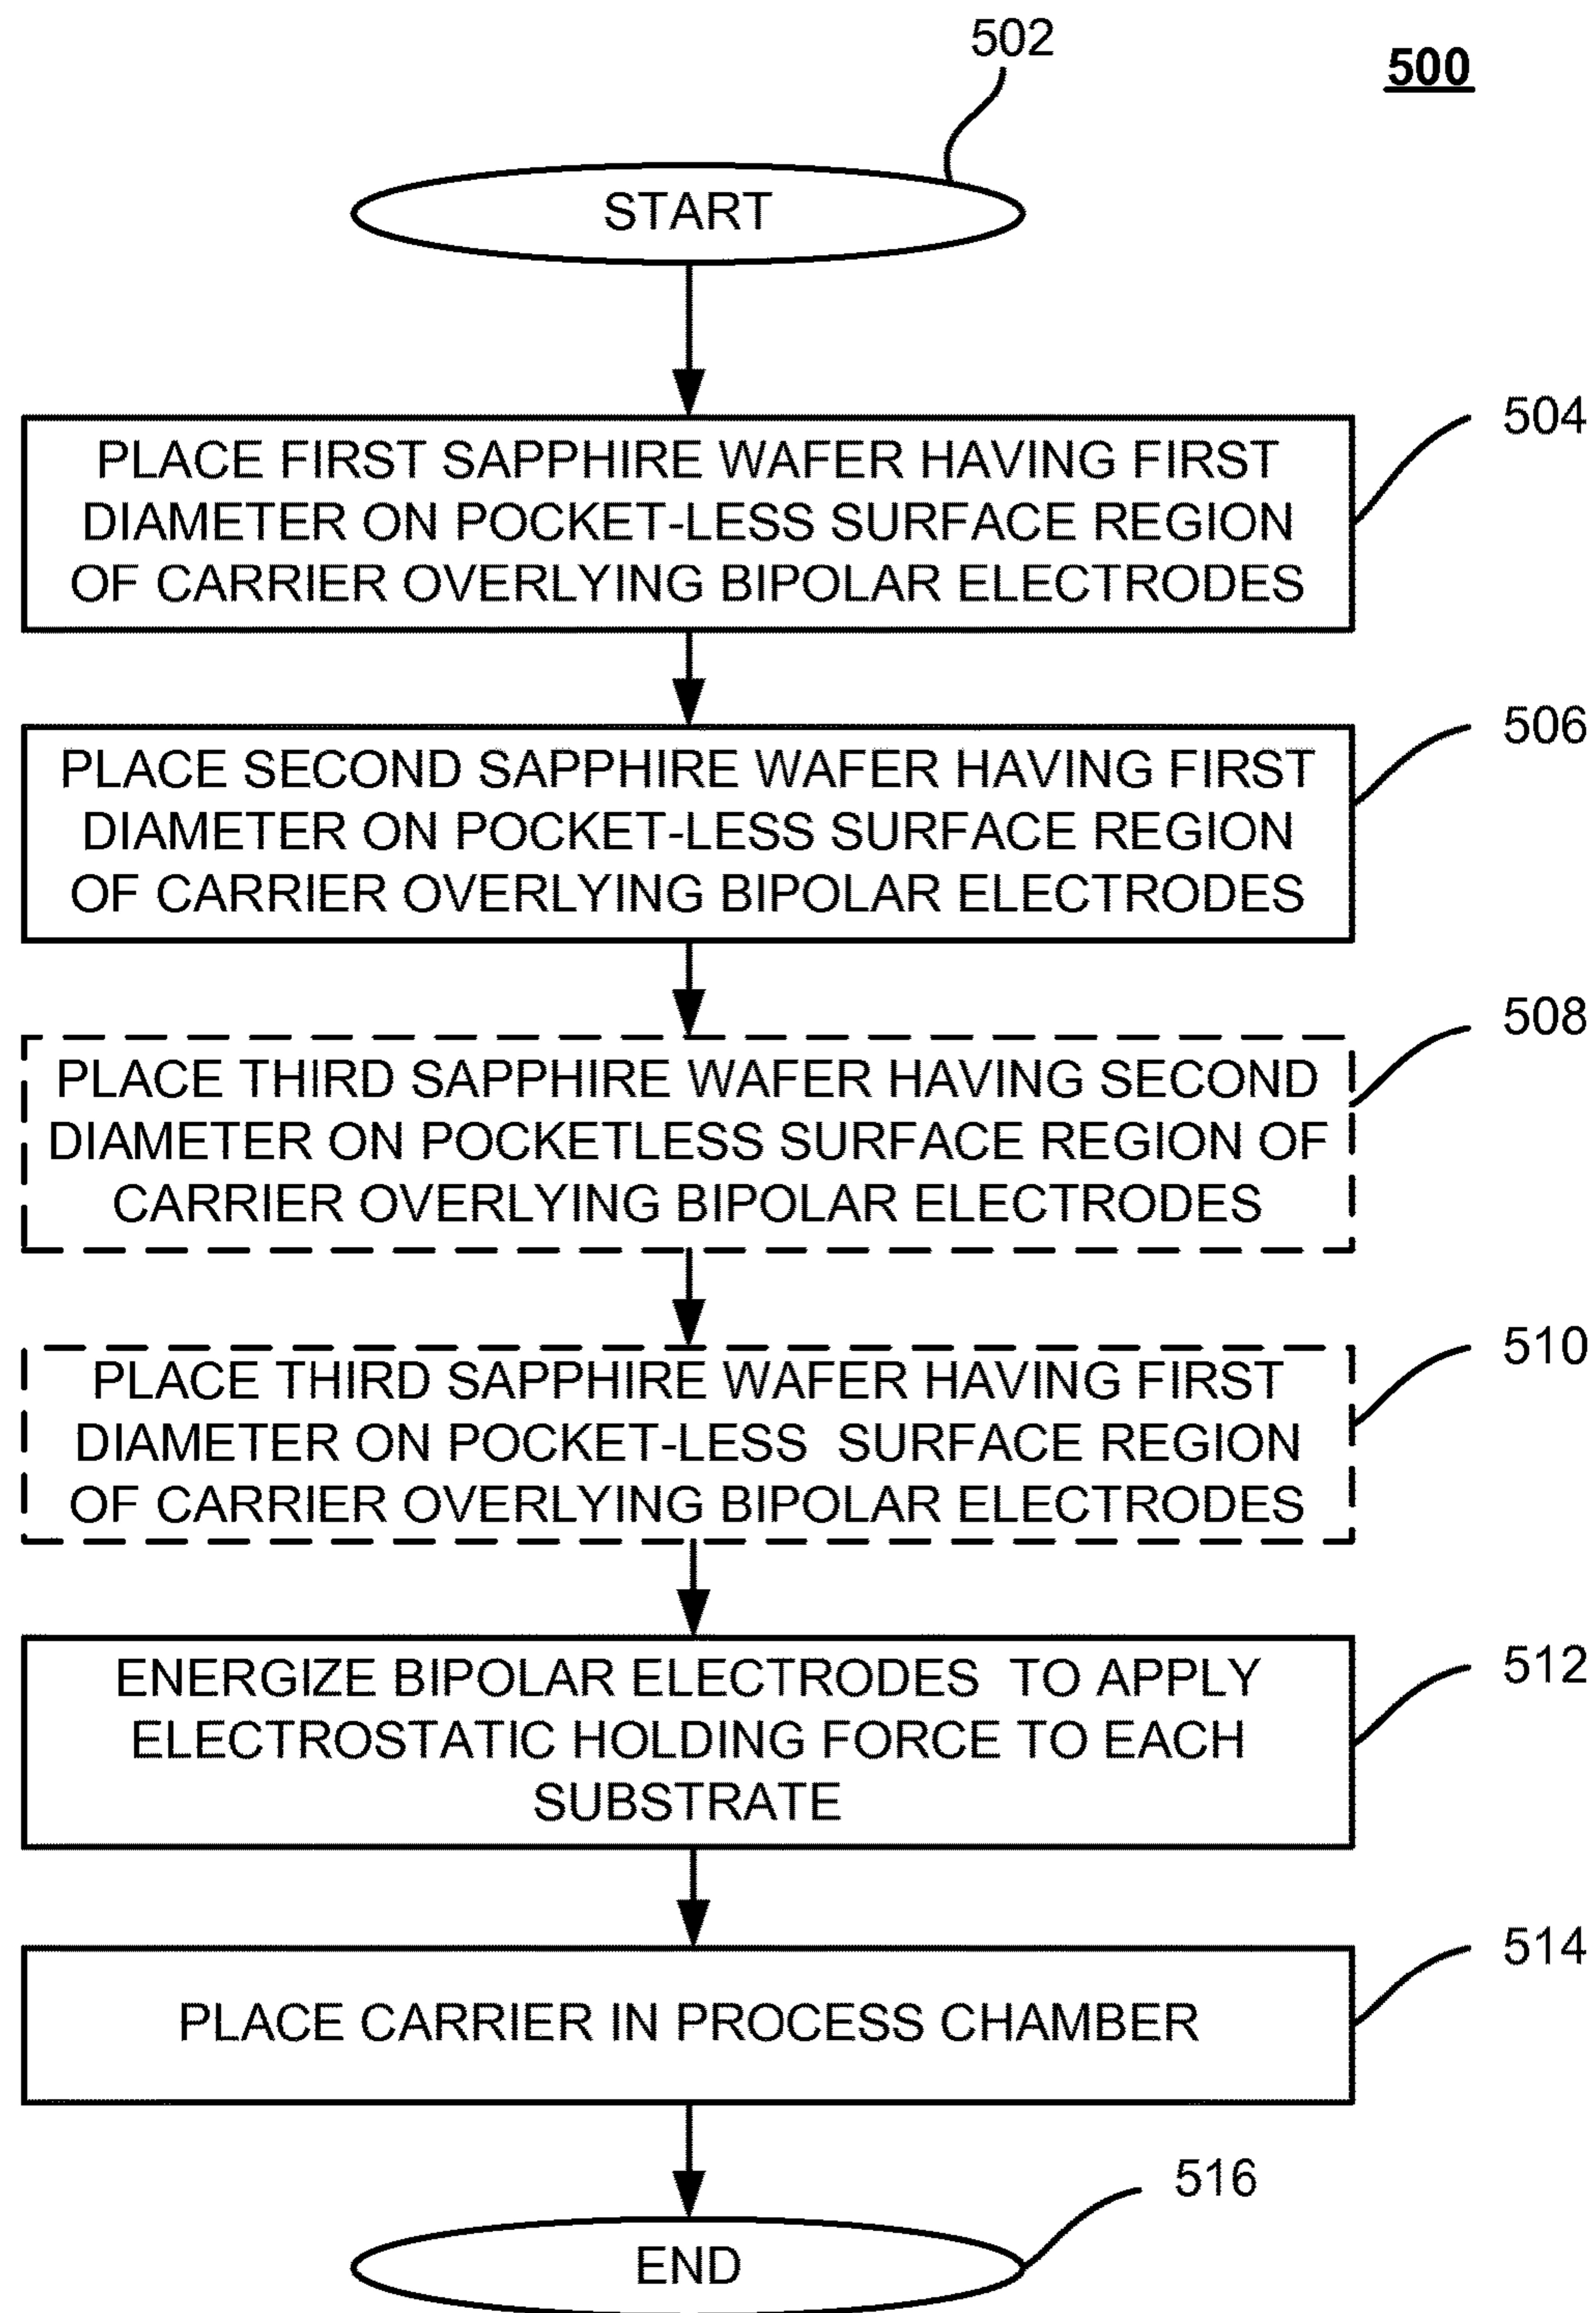 502
500
START
504
PLACE FIRST SAPPHIRE WAFER HAVING FIRST
DIAMETER ON POCKET-LESS SURFACE REGION
OF CARRIER OVERLYING BIPOLAR ELECTRODES
506
PLACE SECOND SAPPHIRE WAFER HAVING FIRST
DIAMETER ON POCKET-LESS SURFACE REGION
OF CARRIER OVERLYING BIPOLAR ELECTRODES
508
PLACE THIRD SAPPHIRE WAFER HAVING SECOND
DIAMETER ON POCKETLESS SURFACE REGION OF
CARRIER OVERLYING BIPOLAR ELECTRODES
510
PLACE THIRD SAPPHIRE WAFER HAVING FIRST
DIAMETER ON POCKET-LESS SURFACE REGION
OF CARRIER OVERLYING BIPOLAR ELECTRODES
512
ENERGIZE BIPOLAR ELECTRODES TO APPLY
ELECTROSTATIC HOLDING FORCE TO EACH
SUBSTRATE
514
PLACE CARRIER IN PROCESS CHAMBER
516
END